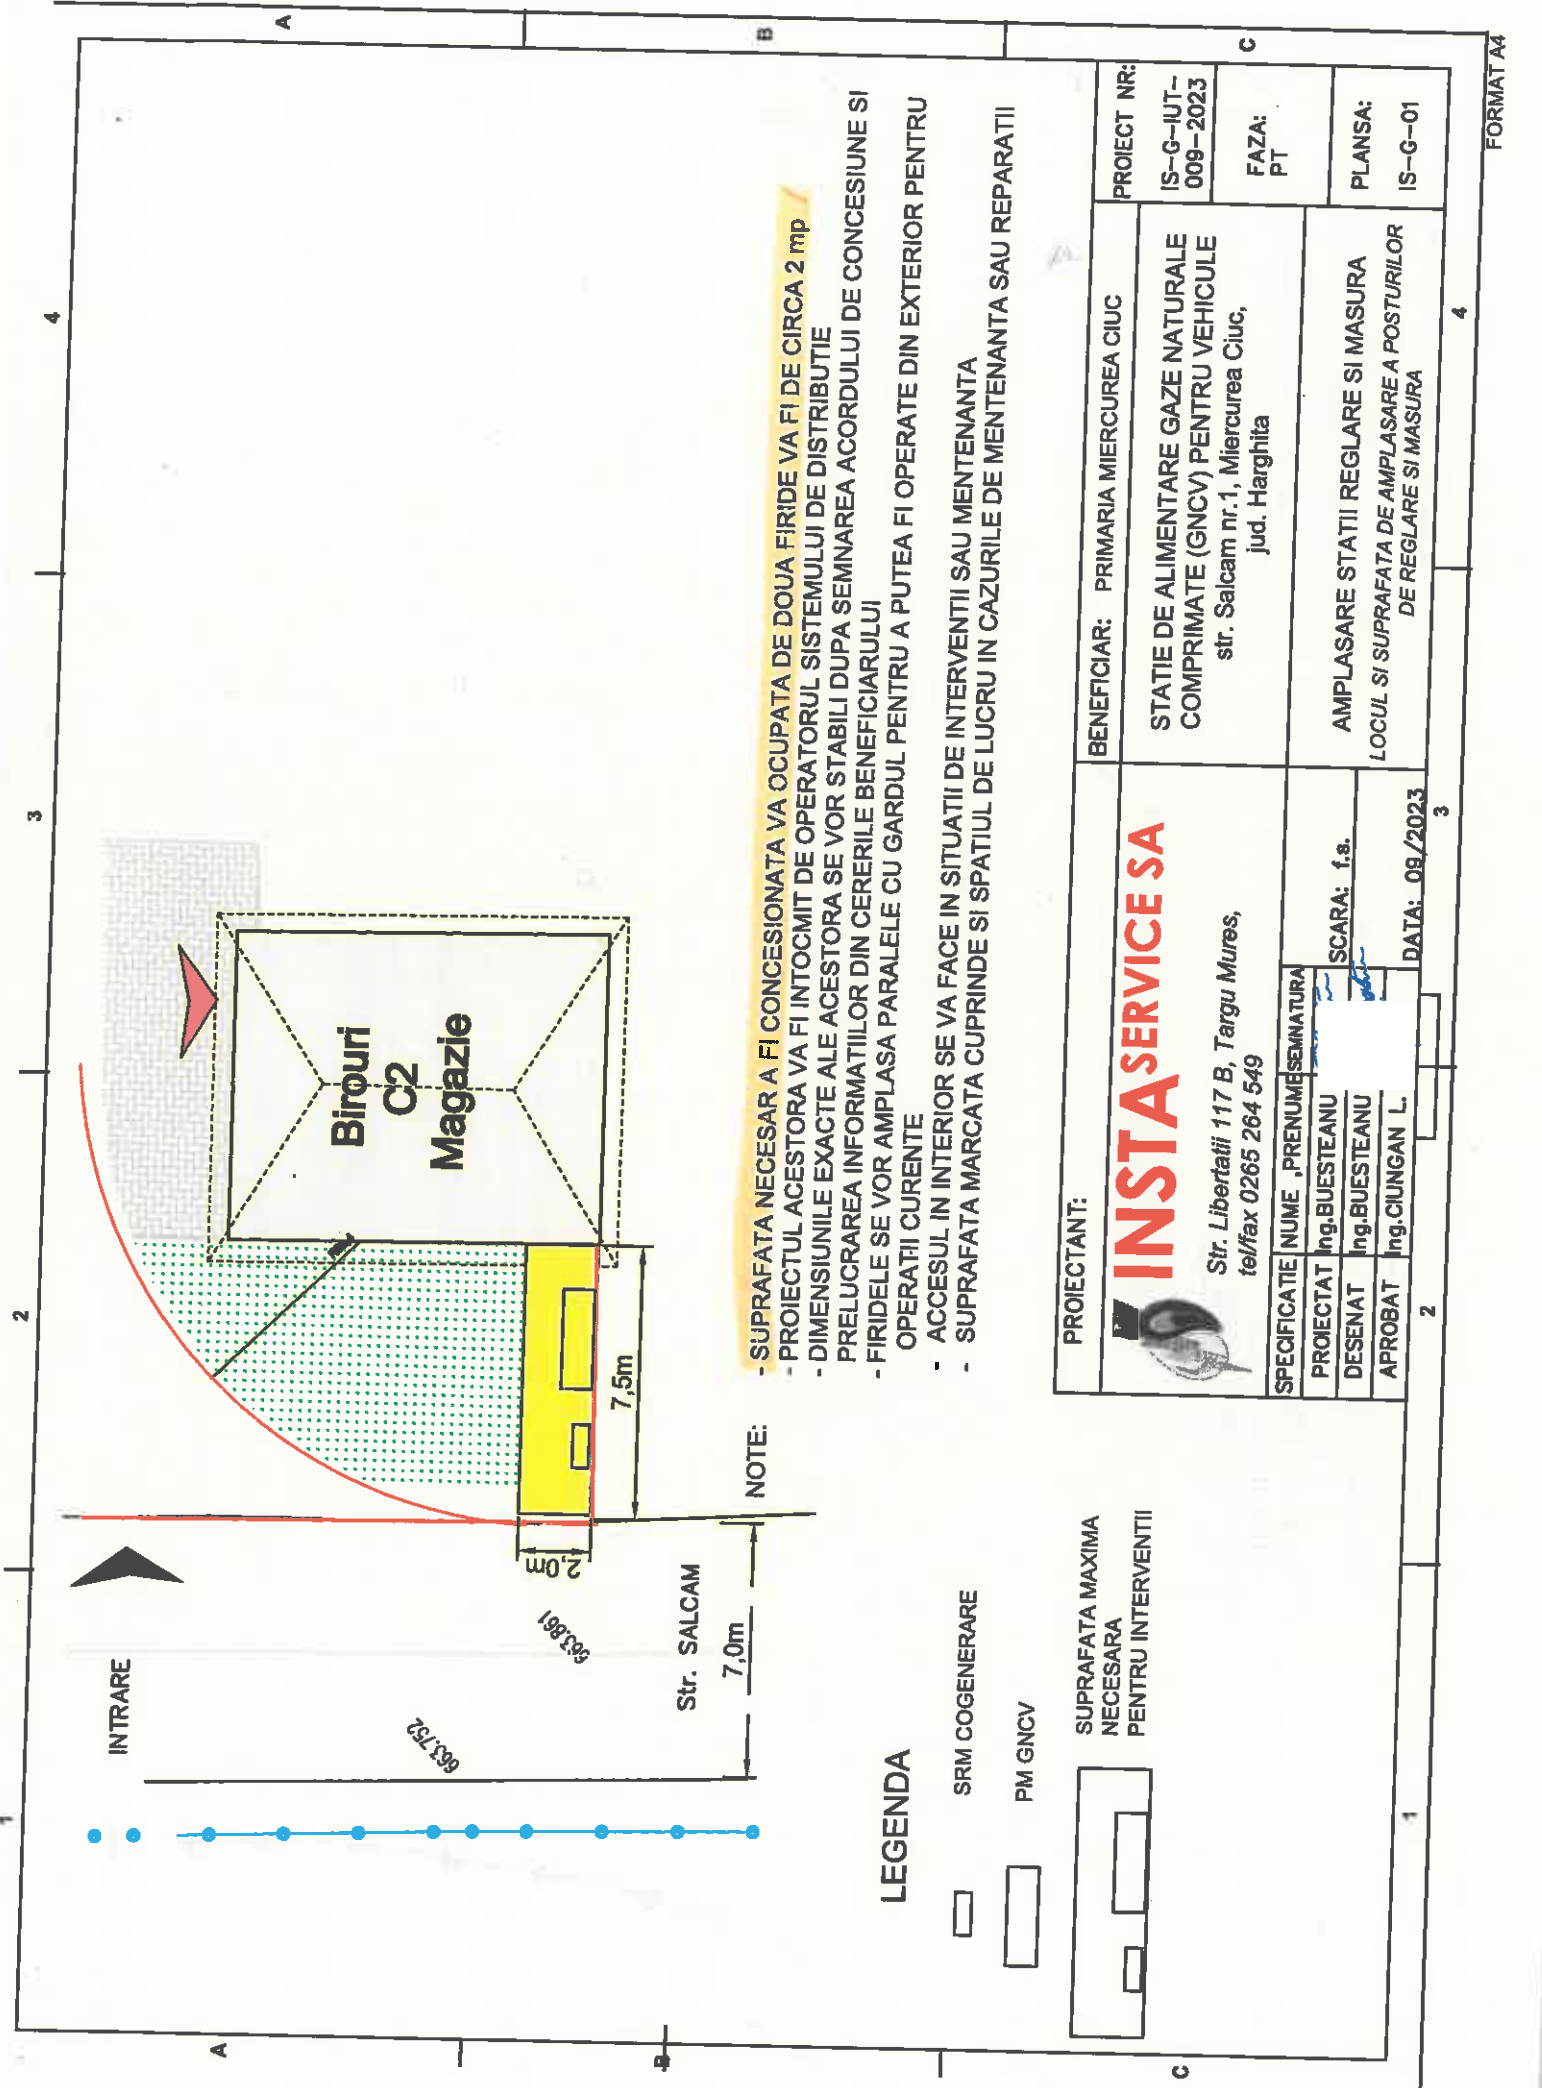 1
2
3
4
A
B
C
A
B
C
INTRARE
663.752
663.861
Str. SALCAM
7,0m
2,0m
7,5m
Birouri
C2
Magazie
NOTE:
- SUPRAFATA NECESAR A FI CONCESIONATA VA OCUPATA DE DOUA FIRIDE VA FI DE CIRCA 2 mp
- PROIECTUL ACESTORA VA FI INTOCMIT DE OPERATORUL SISTEMULUI DE DISTRIBUTIE
- DIMENSIUNILE EXACTE ALE ACESTORA SE VOR STABILI DUPA SEMNAREA ACORDULUI DE CONCESIUNE SI
PRELUCRAREA INFORMATIILOR DIN CERERILE BENEFICIARULUI
- FIRIDELE SE VOR AMPLASA PARALELE CU GARDUL PENTRU A PUTEA FI OPERATE DIN EXTERIOR PENTRU
OPERATII CURENTE
- ACCESUL IN INTERIOR SE VA FACE IN SITUATII DE INTERVENTII SAU MENTENANTA
- SUPRAFATA MARCATA CUPRINDE SI SPATIUL DE LUCRU IN CAZURILE DE MENTENANTA SAU REPARATII
LEGENDA
SRM COGENERARE
PM GNCV
SUPRAFATA MAXIMA
NECESARA
PENTRU INTERVENTII
PROIECTANT:
INSTASERVICE SA
Str. Libertatii 117 B, Targu Mures,
tel/fax 0265 264 549
SPECIFICATIE NUME ,PRENUME SEMNATURA
PROIECTAT Ing.BUESTEANU
DESENAT Ing.BUESTEANU
APROBAT Ing.CIUNGAN L.
SCARA: f.s.
DATA: 09/2023
BENEFICIAR: PRIMARIA MIERCUREA CIUC
STATIE DE ALIMENTARE GAZE NATURALE
COMPRIMATE (GNCV) PENTRU VEHICULE
str. Salcam nr.1, Miercurea Ciuc,
jud. Harghita
AMPLASARE STATII REGLARE SI MASURA
LOCUL SI SUPRAFATA DE AMPLASARE A POSTURILOR
DE REGLARE SI MASURA
PROIECT NR:
IS-G-IUT-
009-2023
FAZA:
PT
PLANSA:
IS-G-01
1
2
3
4
FORMAT A4